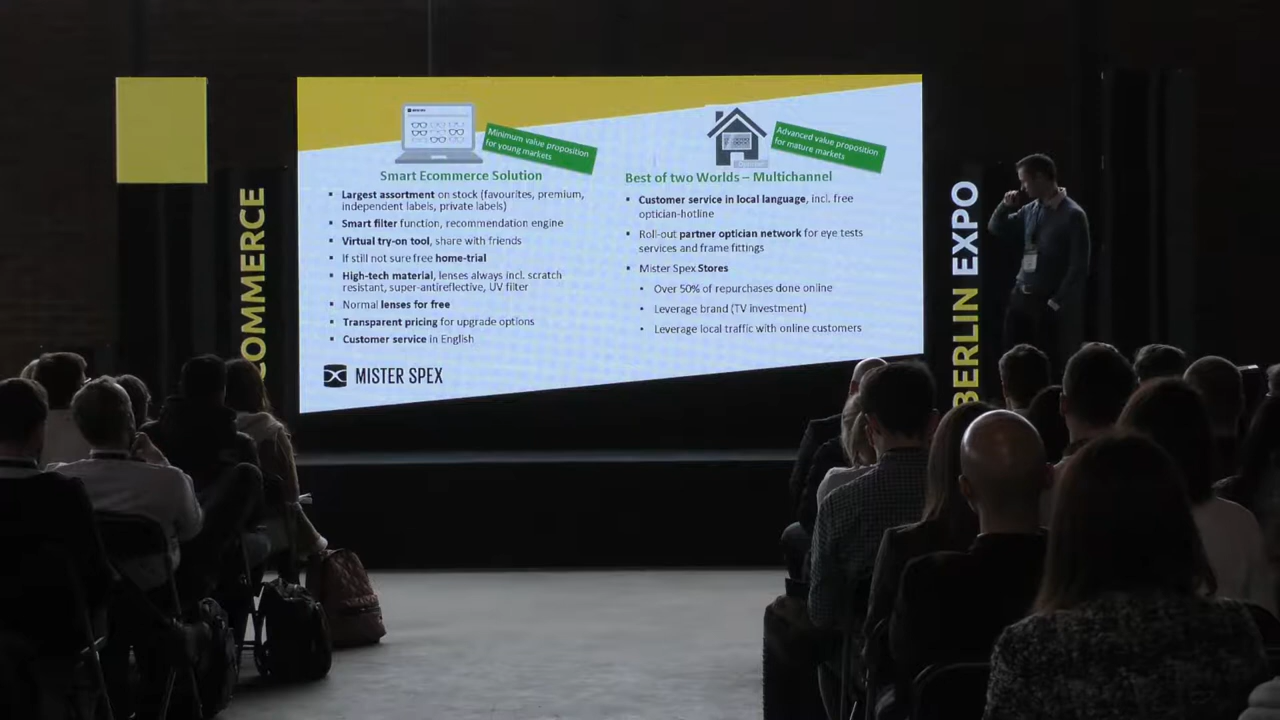 COMMERCE
Minimum value proposition
for young markets
Smart Ecommerce Solution
▪ Largest assortment on stock (favourites, premium,
independent labels, private labels)
▪ Smart filter function, recommendation engine
▪ Virtual try-on tool, share with friends
▪ If still not sure free home-trial
▪ High-tech material, lenses always incl. scratch
resistant, super-antireflective, UV filter
▪ Normal lenses for free
▪ Transparent pricing for upgrade options
▪ Customer service in English
MISTER SPEX
Advanced value proposition
for mature markets
Best of two Worlds – Multichannel
▪ Customer service in local language, incl. free
optician-hotline
▪ Roll-out partner optician network for eye tests
services and frame fittings
▪ Mister Spex Stores
▪ Over 50% of repurchases done online
▪ Leverage brand (TV investment)
▪ Leverage local traffic with online customers
BERLIN EXPO